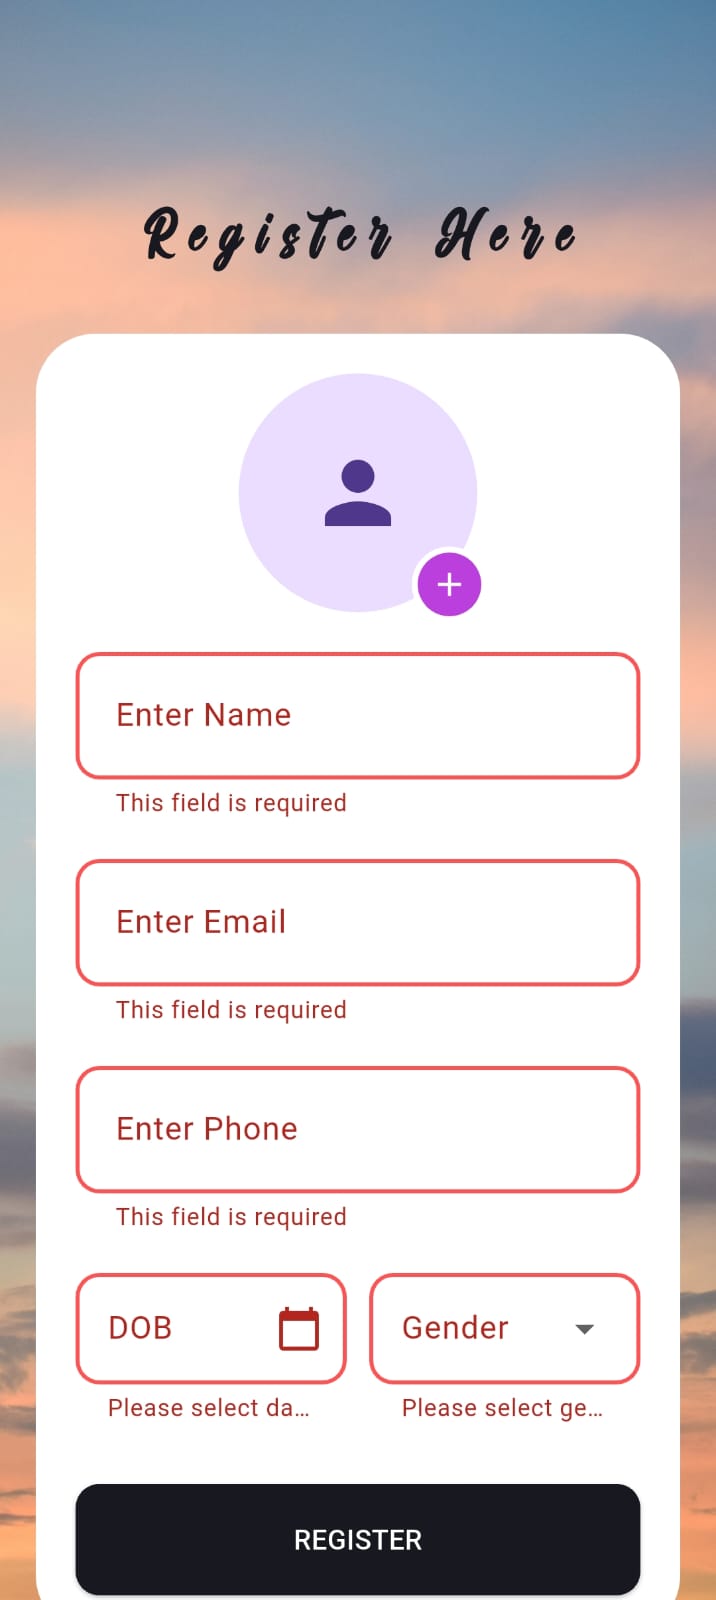 Register Here
Enter Name
This field is required
Enter Email
This field is required
Enter Phone
This field is required
DOB
Gender
Please select da...
Please select ge...
REGISTER